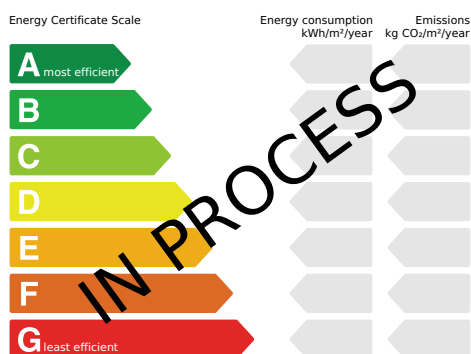 Energy Certificate Scale
Energy consumption
kWh/m²/year
Emissions
kg CO₂/m²/year
A most efficient
B
C
D
E
F
G least efficient
IN PROCESS